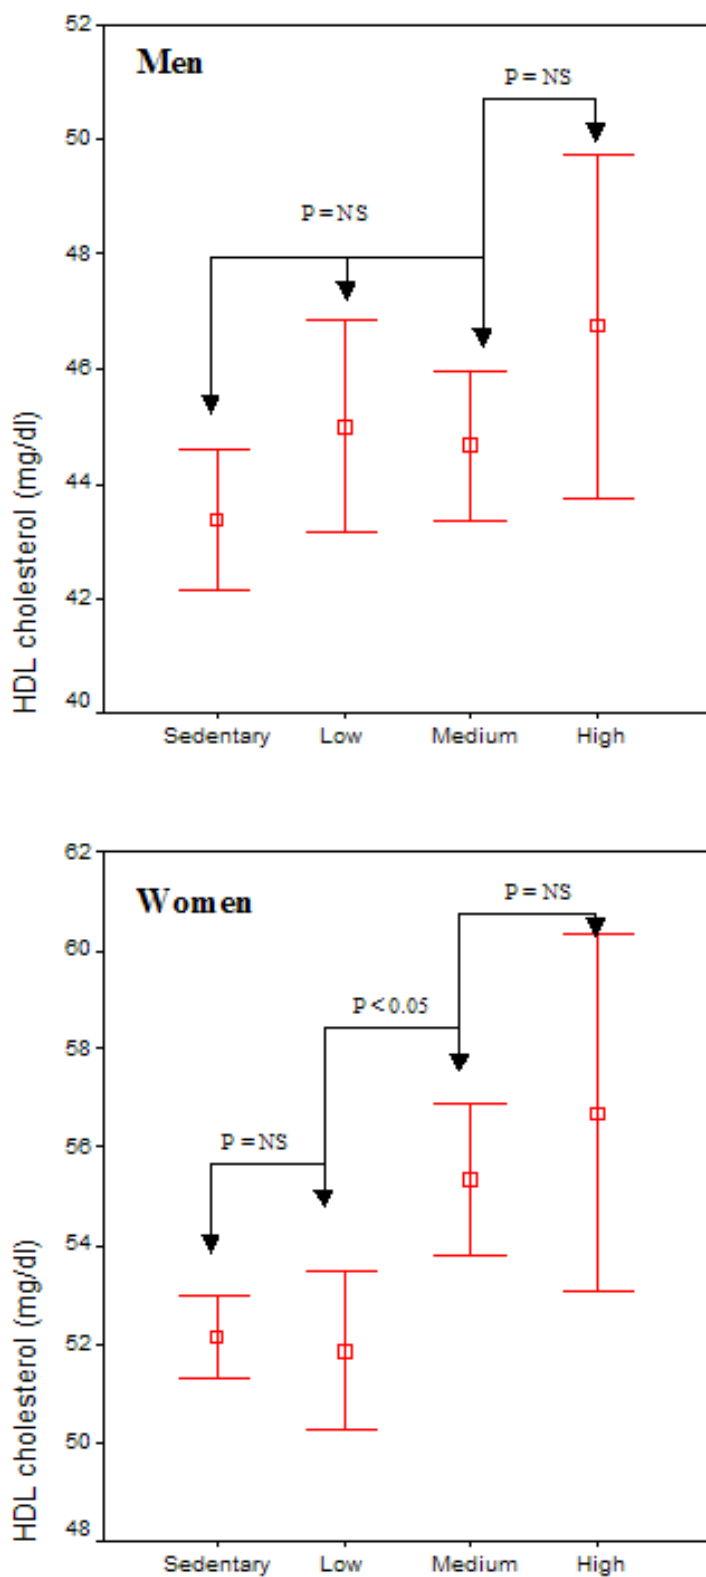 52
Men
P = NS
50
P = NS
48
46
44
42
40
HDL cholesterol (mg/dl)
Sedentary Low Medium High
62
Women
P = NS
60
P < 0.05
58
P = NS
56
54
52
50
48
HDL cholesterol (mg/dl)
Sedentary Low Medium High